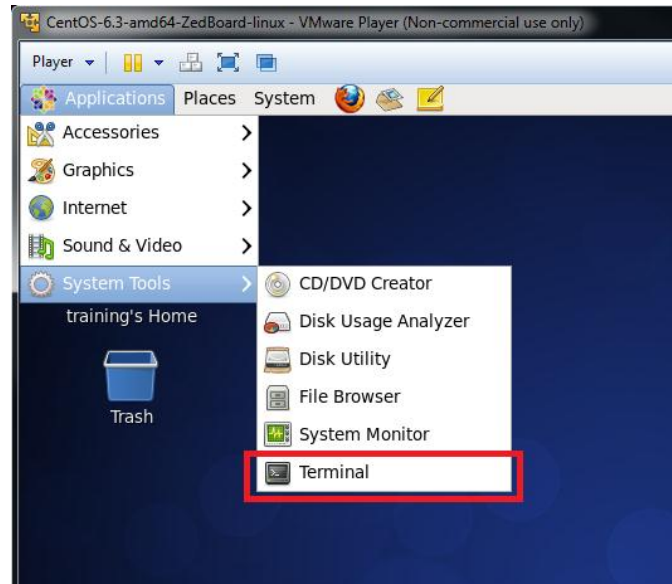 CentOS-6.3-amd64-ZedBoard-linux - VMware Player (Non-commercial use only)
Player
Applications Places System
Accessories
Graphics
Internet
Sound & Video
System Tools
CD/DVD Creator
Disk Usage Analyzer
Disk Utility
File Browser
System Monitor
Terminal
training's Home
Trash